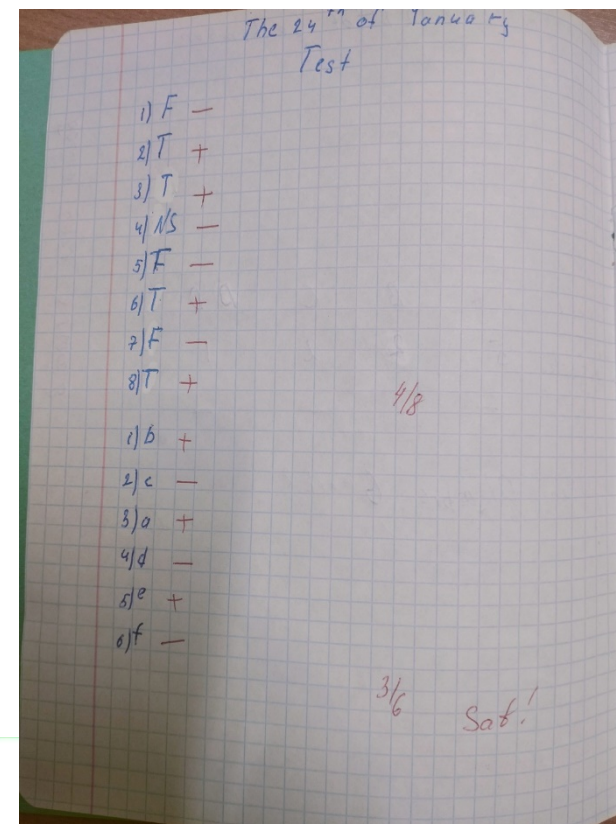 The 24th of January
Test
1) F —
2) T +
3) T +
4) NS —
5) F —
6) T +
7) F —
8) T +
4/8
1) b +
2) c —
3) a +
4) d —
5) e +
6) f —
3/6
Sat!